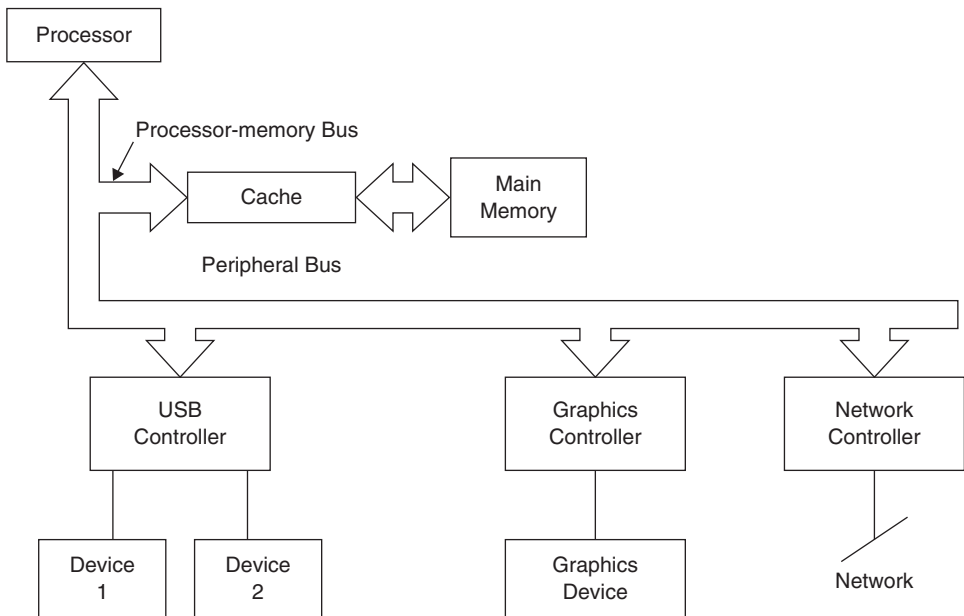 Processor
Processor-memory Bus
Cache
Main
Memory
Peripheral Bus
USB
Controller
Graphics
Controller
Network
Controller
Device
1
Device
2
Graphics
Device
Network